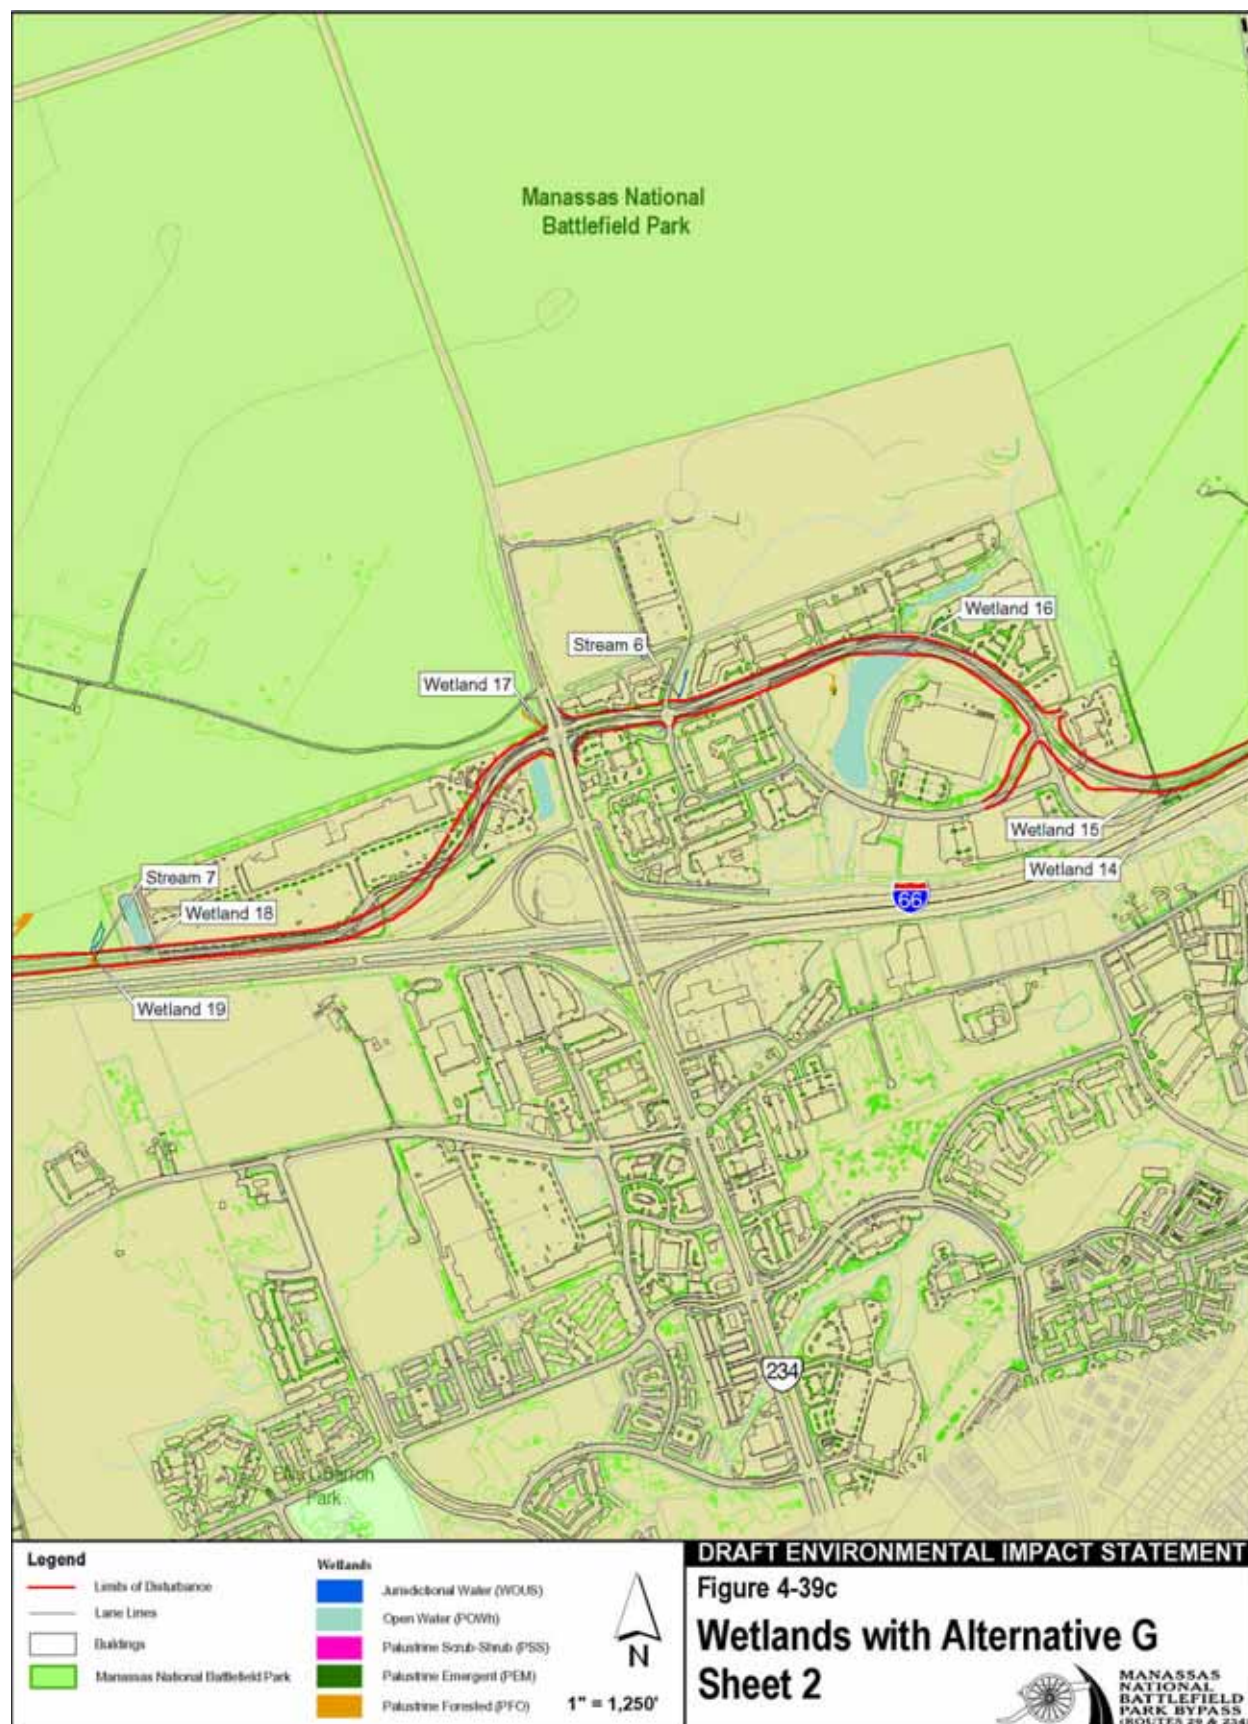 Manassas National
Battlefield Park
Wetland 16
Stream 6
Wetland 17
Wetland 15
Wetland 14
66
Stream 7
Wetland 18
Wetland 19
234
Park
Legend
Limits of Disturbance
Lane Lines
Buildings
Manassas National Battlefield Park
Wetlands
Jurisdictional Water (WOUS)
Open Water (POWh)
Palustrine Scrub-Shrub (PSS)
Palustrine Emergent (PEM)
Palustrine Forested (PFO)
N
1" = 1,250'
DRAFT ENVIRONMENTAL IMPACT STATEMENT
Figure 4-39c
Wetlands with Alternative G
Sheet 2
MANASSAS
NATIONAL
BATTLEFIELD
PARK BYPASS
(ROUTES 29 & 234)